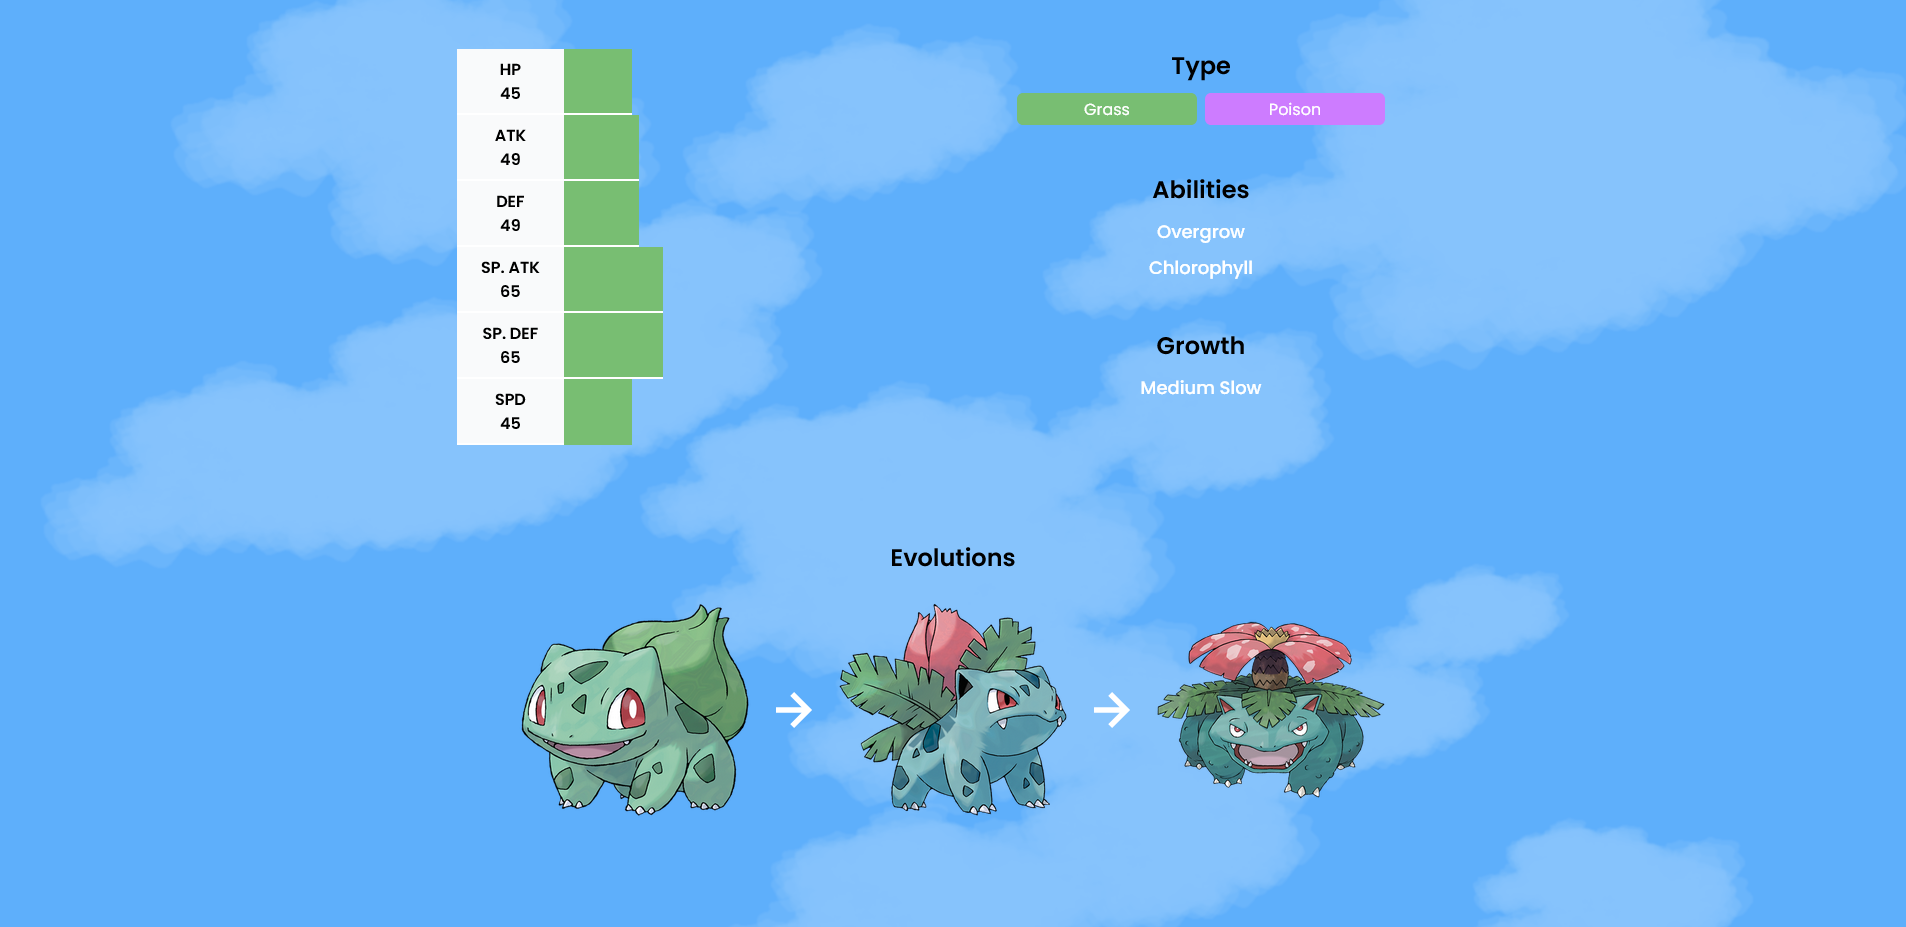 HP
45
ATK
49
DEF
49
SP. ATK
65
SP. DEF
65
SPD
45
Type
Grass
Poison
Abilities
Overgrow
Chlorophyll
Growth
Medium Slow
Evolutions